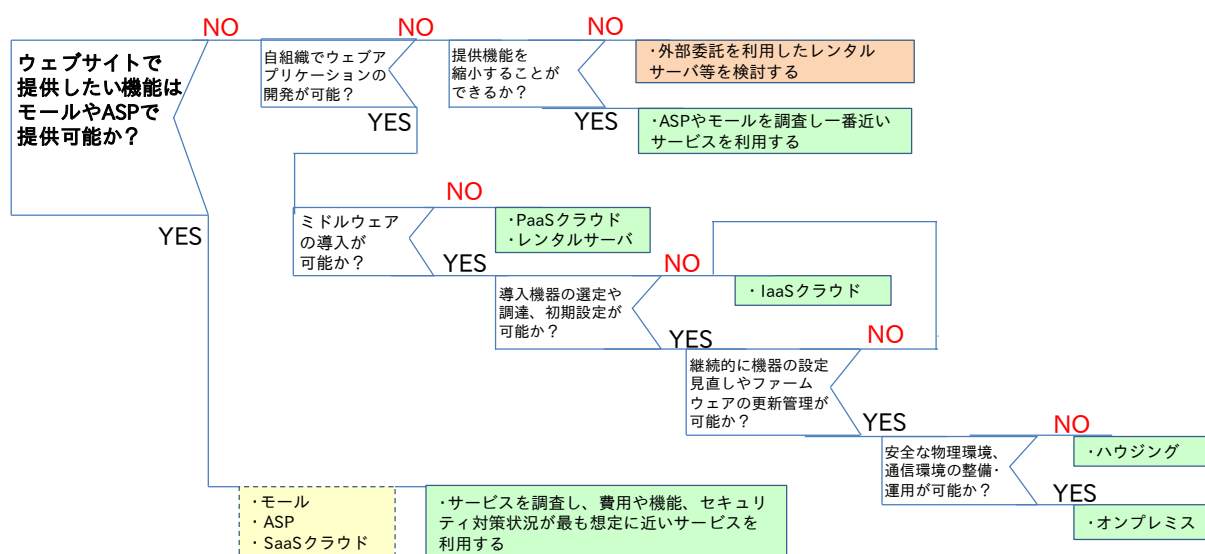 NO
NO
NO
ウェブサイトで
提供したい機能は
モールやASPで
提供可能か？
自組織でウェブア
プリケーションの
開発が可能？
提供機能を
縮小することが
できるか？
・外部委託を利用したレンタル
サーバ等を検討する
YES
YES
・ASPやモールを調査し一番近い
サービスを利用する
NO
YES
ミドルウェア
の導入が
可能か？
・PaaSクラウド
・レンタルサーバ
YES
NO
導入機器の選定や
調達、初期設定が
可能か？
・IaaSクラウド
YES
NO
継続的に機器の設定
見直しやファーム
ウェアの更新管理が
可能か？
YES
NO
安全な物理環境、
通信環境の整備・
運用が可能か？
・ハウジング
YES
・オンプレミス
・モール
・ASP
・SaaSクラウド
・サービスを調査し、費用や機能、セキュリ
ティ対策状況が最も想定に近いサービスを
利用する